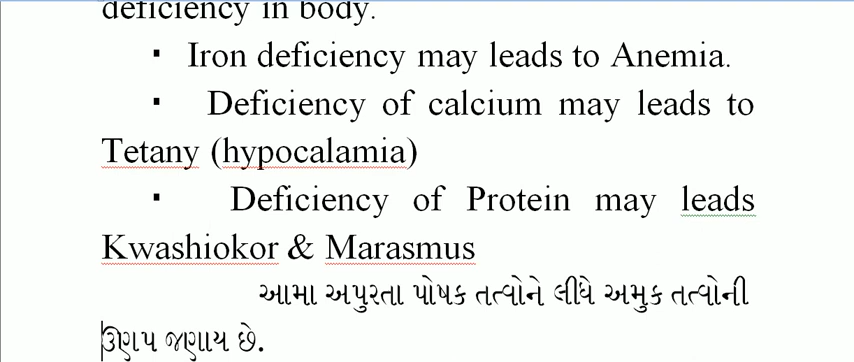 deficiency in body.
▪ Iron deficiency may leads to Anemia.
▪ Deficiency of calcium may leads to
Tetany (hypocalamia)
▪ Deficiency of Protein may leads
Kwashiokor & Marasmus
આમા અપુરતા પોષક તત્વોને લીધે અમુક તત્વોની
ઉણપ જણાય છે.